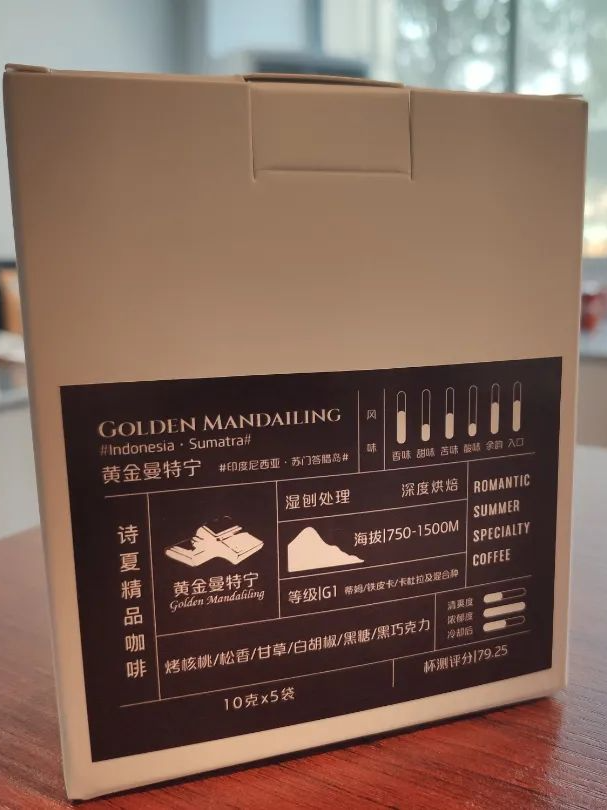 GOLDEN MANDAILING
#Indonesia · Sumatra#
黄金曼特宁 #印度尼西亚 · 苏门答腊岛#
风味
香味 甜味 苦味 酸味 余韵 入口
诗夏精品咖啡
黄金曼特宁
Golden Mandaliling
湿刨处理 深度烘焙
海拔|750-1500M
等级|G1 蒂姆/铁皮卡/卡杜拉及混合种
ROMANTIC
SUMMER
SPECIALTY
COFFEE
烤核桃/松香/甘草/白胡椒/黑糖/黑巧克力
清爽度
浓郁度
冷却后
10克x5袋
杯测评分|79.25